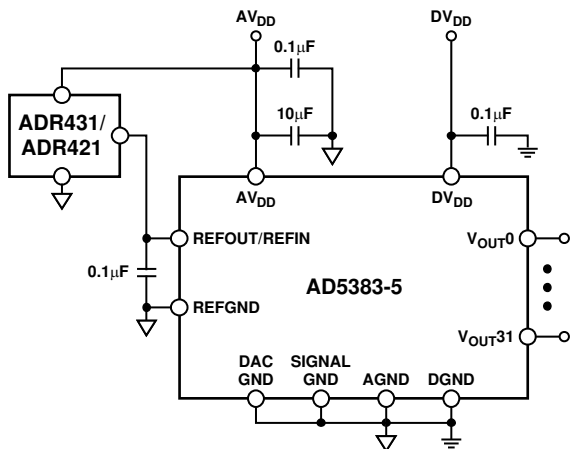 AVDD
DVDD
0.1µF
ADR431/
ADR421
10µF
0.1µF
AVDD
DVDD
REFOUT/REFIN
VOUT0
0.1µF
AD5383-5
REFGND
VOUT31
DAC
GND
SIGNAL
GND
AGND
DGND